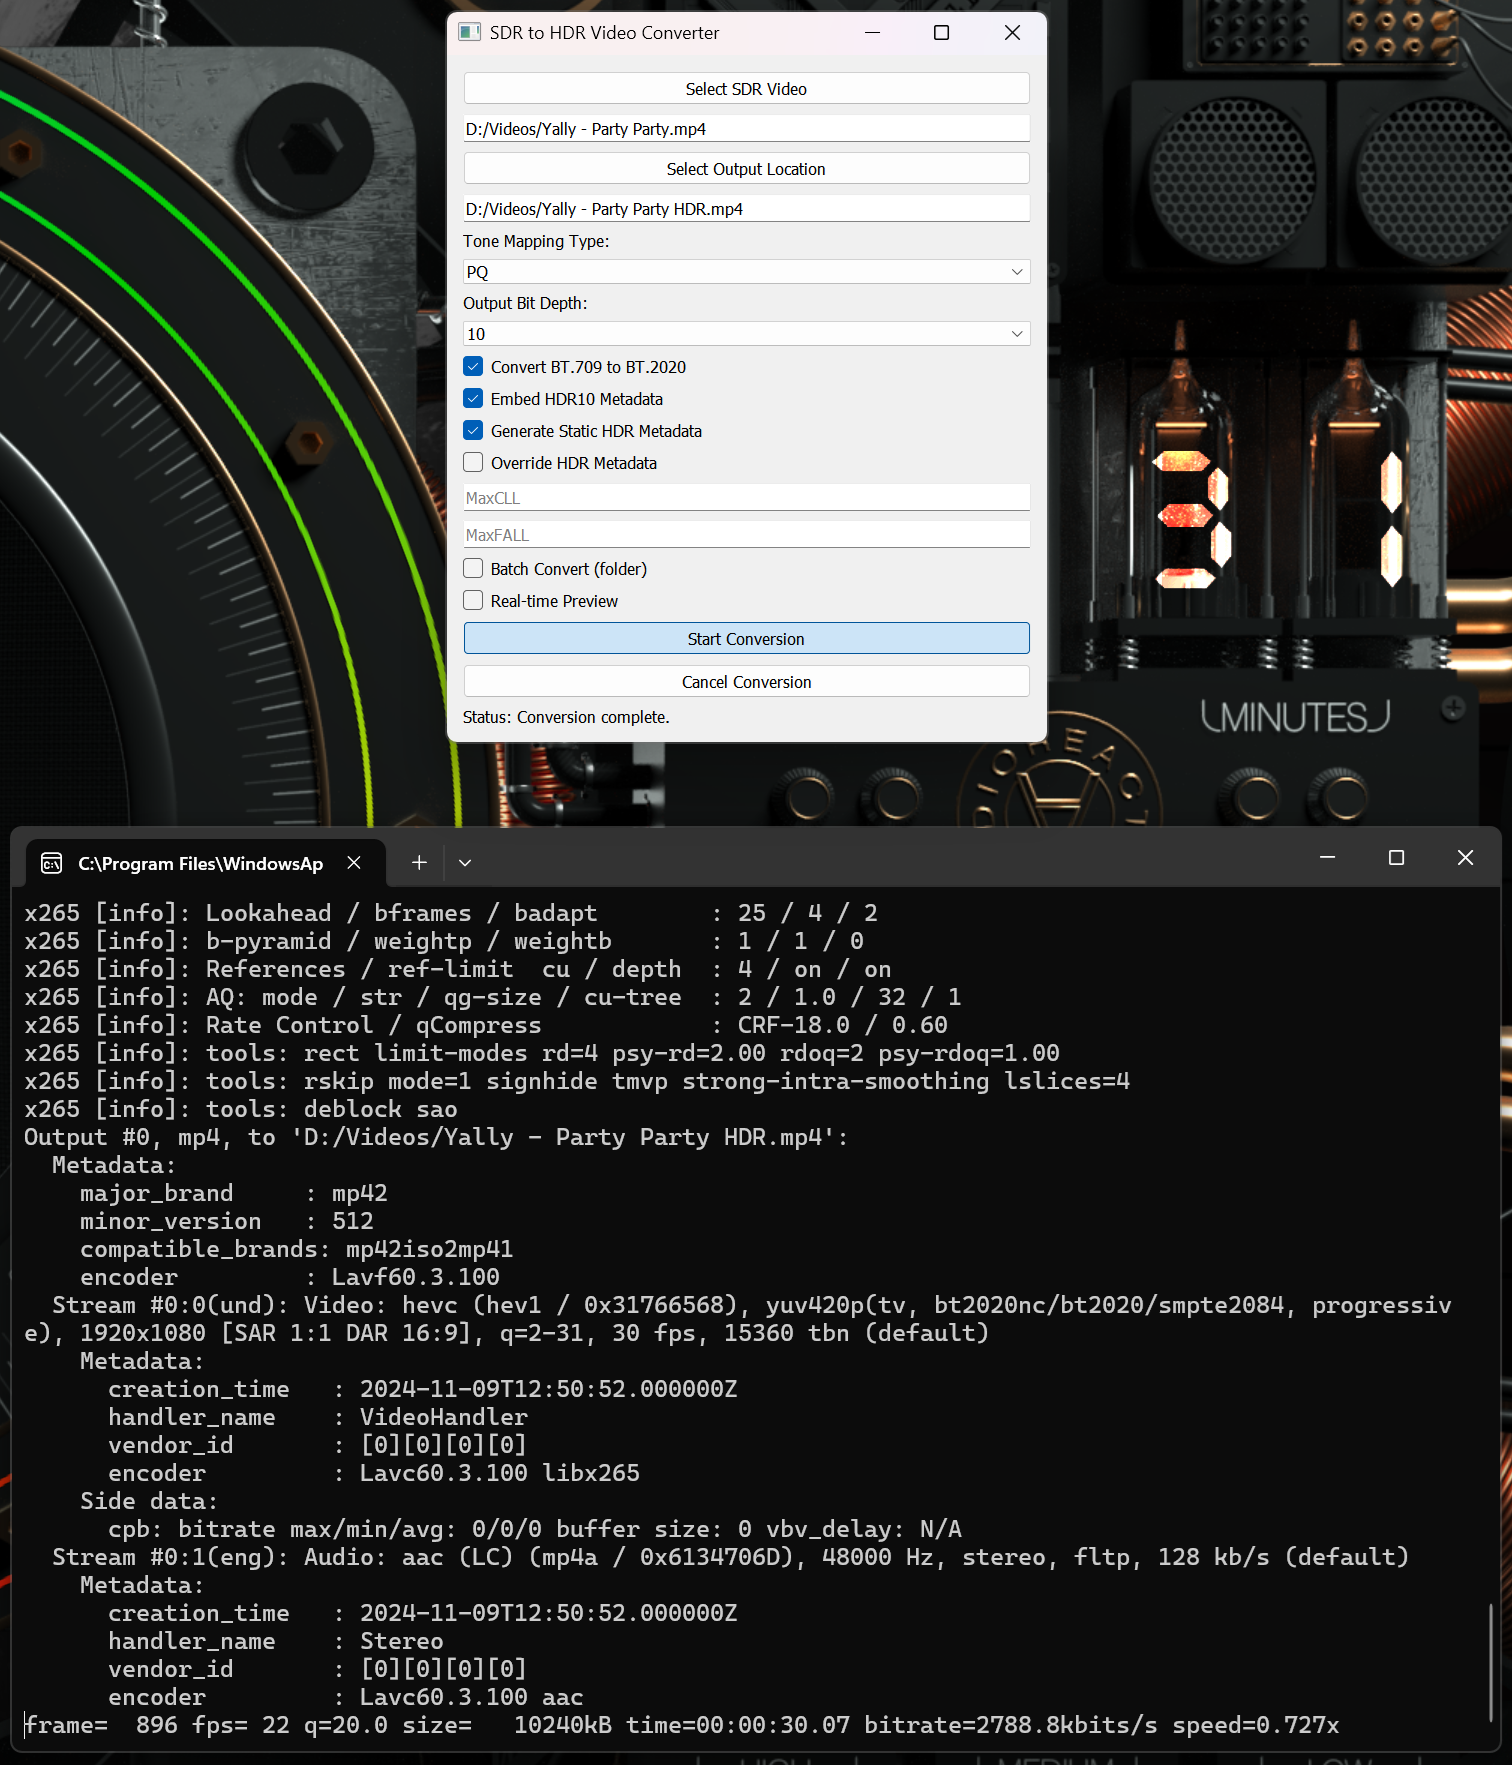 SDR to HDR Video Converter
Select SDR Video
D:/Videos/Yally - Party Party.mp4
Select Output Location
D:/Videos/Yally - Party Party HDR.mp4
Tone Mapping Type:
PQ
Output Bit Depth:
10
Convert BT.709 to BT.2020
Embed HDR10 Metadata
Generate Static HDR Metadata
Override HDR Metadata
MaxCLL
MaxFALL
Batch Convert (folder)
Real-time Preview
Start Conversion
Cancel Conversion
Status: Conversion complete.
31
MINUTES
DIOREACT
C:\Program Files\WindowsAp
x265 [info]: Lookahead / bframes / badapt        : 25 / 4 / 2
x265 [info]: b-pyramid / weightp / weightb       : 1 / 1 / 0
x265 [info]: References / ref-limit  cu / depth  : 4 / on / on
x265 [info]: AQ: mode / str / qg-size / cu-tree  : 2 / 1.0 / 32 / 1
x265 [info]: Rate Control / qCompress            : CRF-18.0 / 0.60
x265 [info]: tools: rect limit-modes rd=4 psy-rd=2.00 rdoq=2 psy-rdoq=1.00
x265 [info]: tools: rskip mode=1 signhide tmvp strong-intra-smoothing lslices=4
x265 [info]: tools: deblock sao
Output #0, mp4, to 'D:/Videos/Yally - Party Party HDR.mp4':
  Metadata:
    major_brand     : mp42
    minor_version   : 512
    compatible_brands: mp42iso2mp41
    encoder         : Lavf60.3.100
  Stream #0:0(und): Video: hevc (hev1 / 0x31766568), yuv420p(tv, bt2020nc/bt2020/smpte2084, progressiv
e), 1920x1080 [SAR 1:1 DAR 16:9], q=2-31, 30 fps, 15360 tbn (default)
    Metadata:
      creation_time   : 2024-11-09T12:50:52.000000Z
      handler_name    : VideoHandler
      vendor_id       : [0][0][0][0]
      encoder         : Lavc60.3.100 libx265
    Side data:
      cpb: bitrate max/min/avg: 0/0/0 buffer size: 0 vbv_delay: N/A
  Stream #0:1(eng): Audio: aac (LC) (mp4a / 0x6134706D), 48000 Hz, stereo, fltp, 128 kb/s (default)
    Metadata:
      creation_time   : 2024-11-09T12:50:52.000000Z
      handler_name    : Stereo
      vendor_id       : [0][0][0][0]
      encoder         : Lavc60.3.100 aac
frame=  896 fps= 22 q=20.0 size=   10240kB time=00:00:30.07 bitrate=2788.8kbits/s speed=0.727x